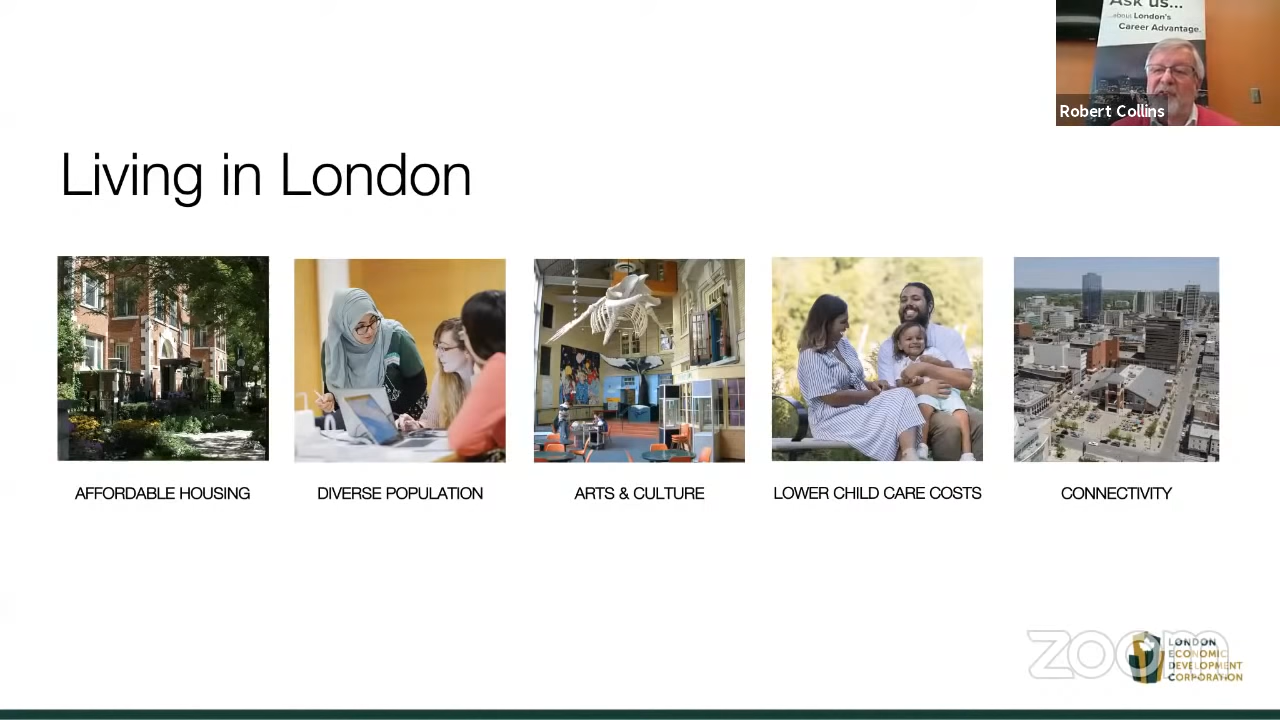 Ask us...
...about London's
Career Advantage.
Robert Collins
Living in London
AFFORDABLE HOUSING
DIVERSE POPULATION
ARTS & CULTURE
LOWER CHILD CARE COSTS
CONNECTIVITY
zoom
LONDON
ECONOMIC
DEVELOPMENT
CORPORATION